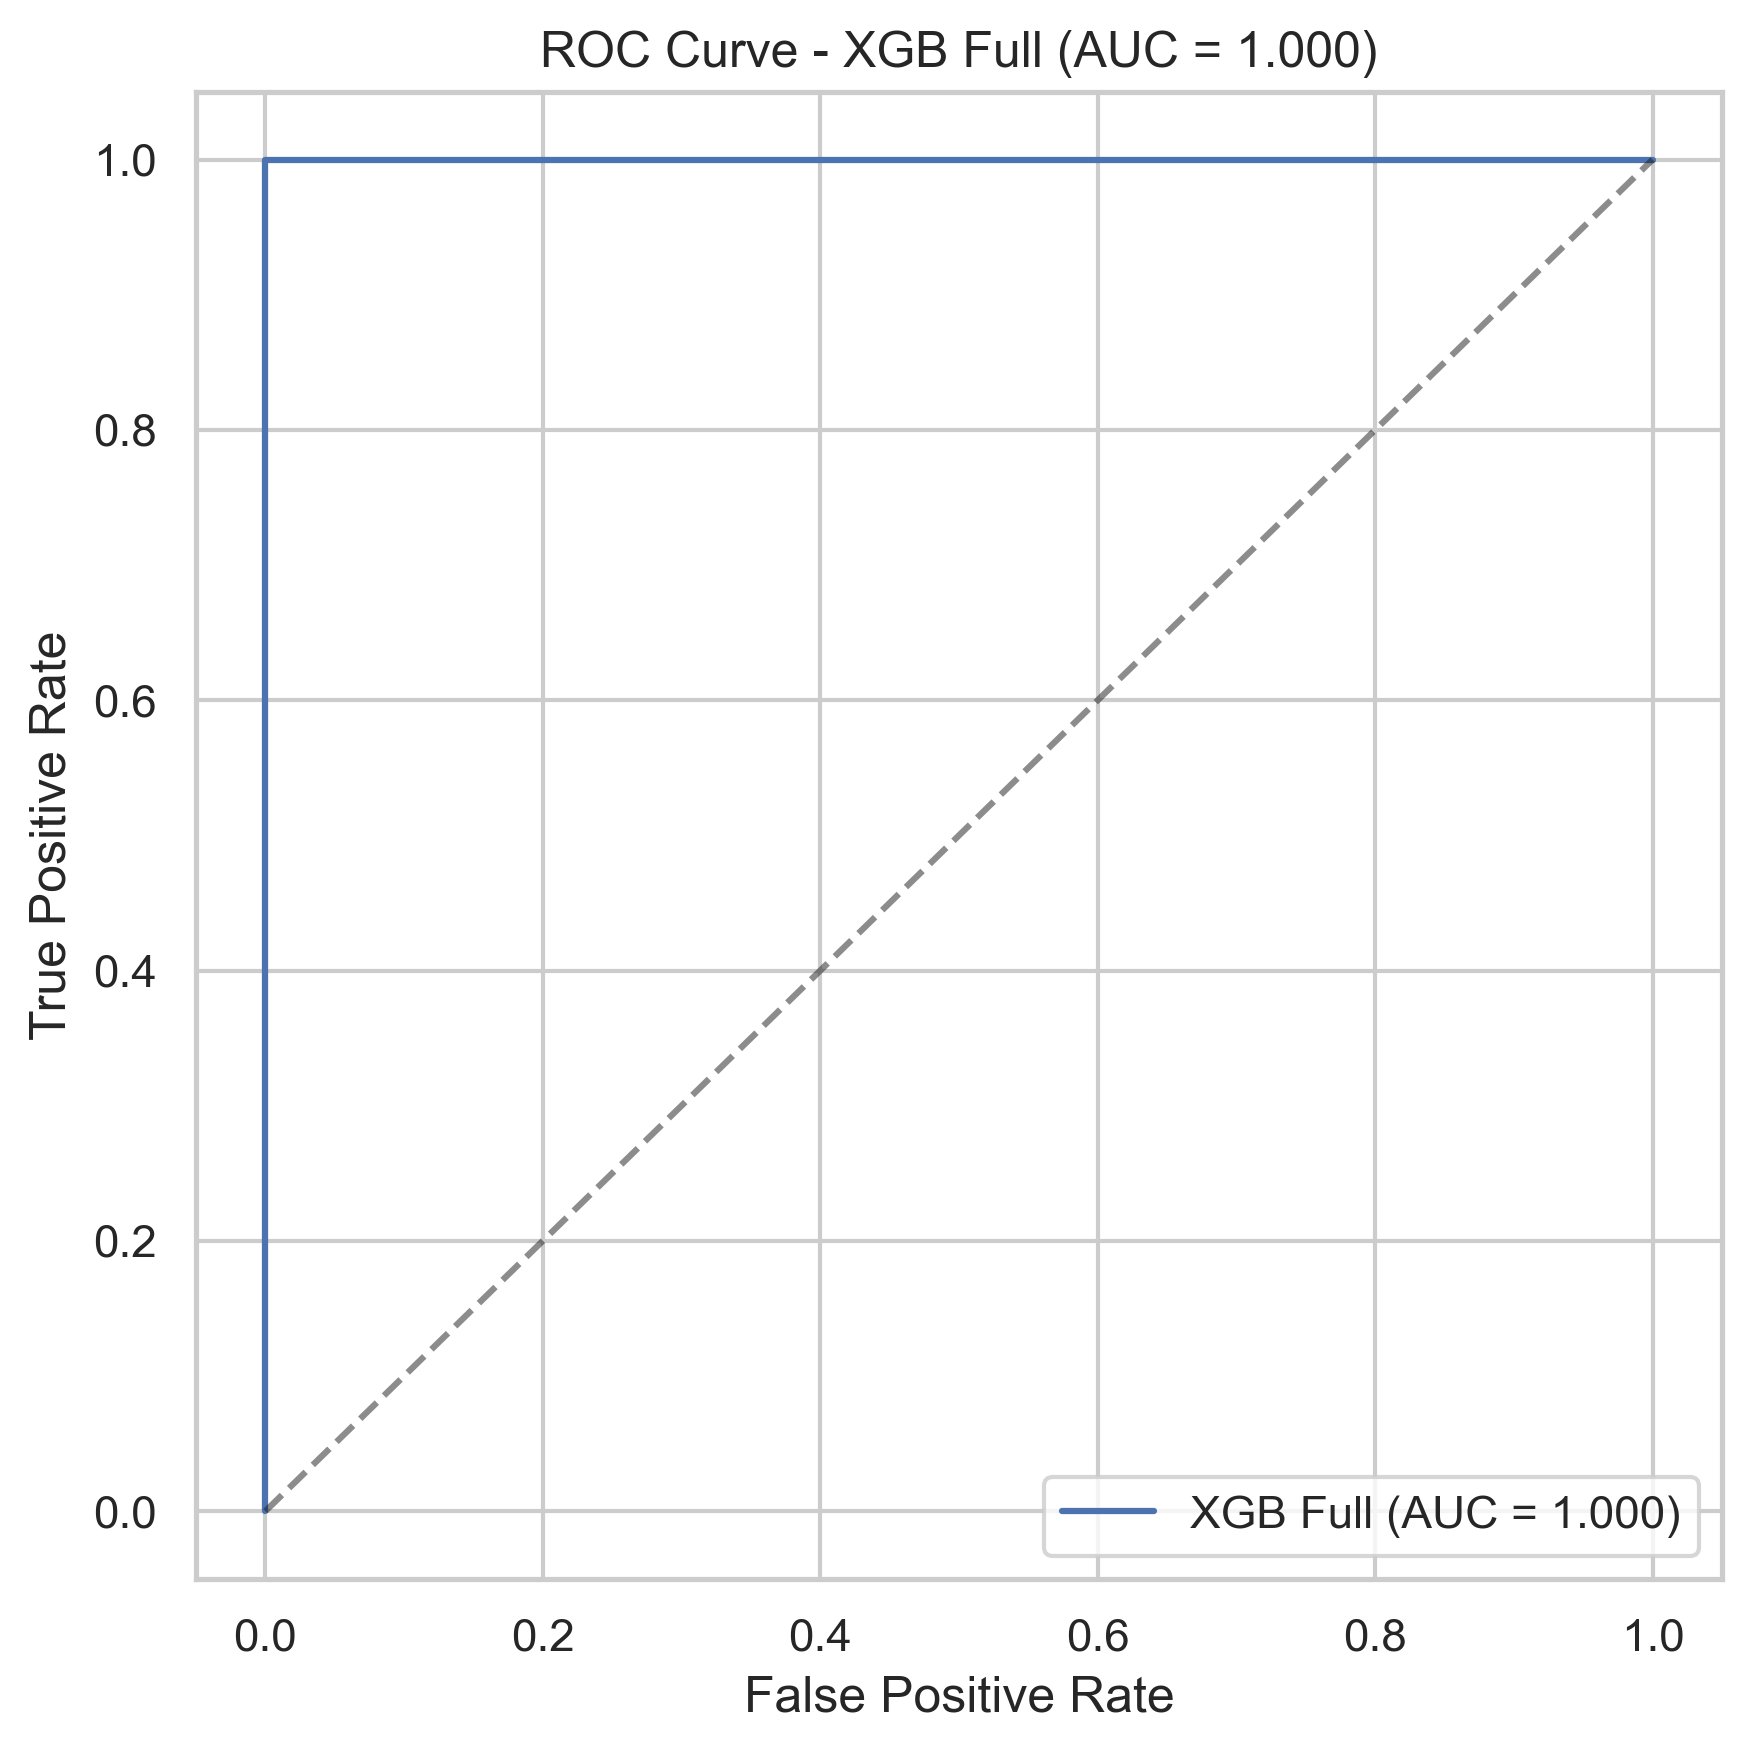 ROC Curve - XGB Full (AUC = 1.000)
True Positive Rate
1.0
0.8
0.6
0.4
0.2
0.0
XGB Full (AUC = 1.000)
0.0 0.2 0.4 0.6 0.8 1.0
False Positive Rate